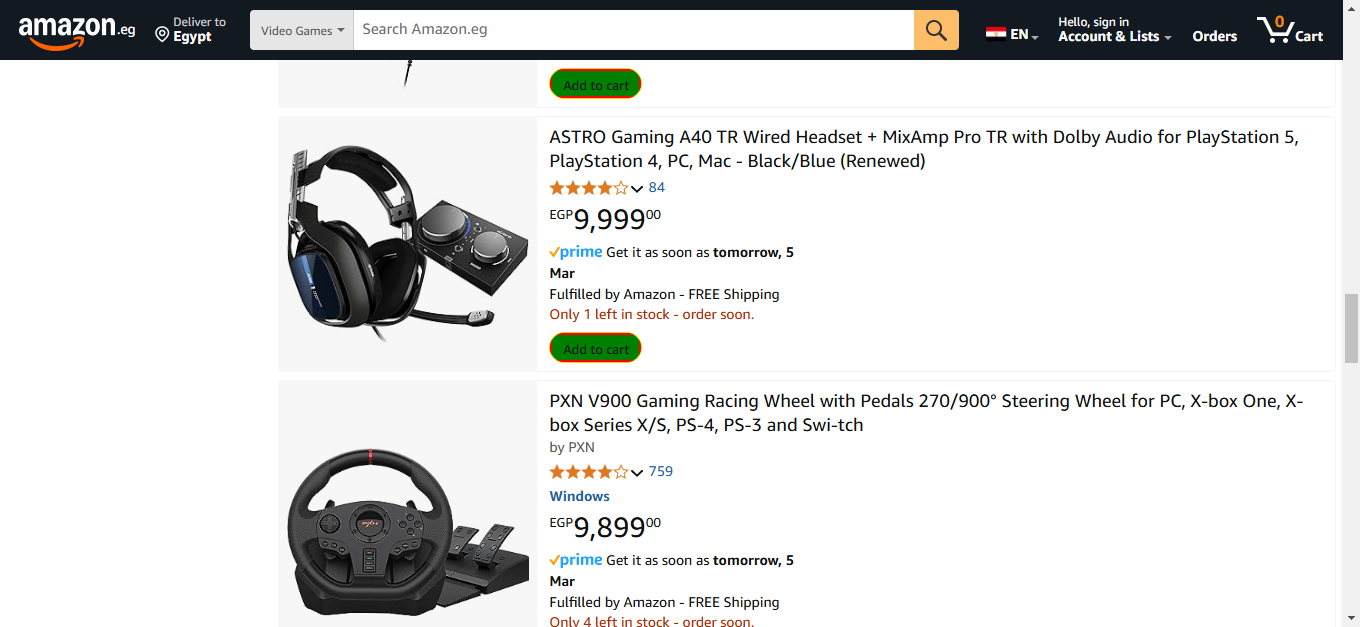 amazon.eg
Deliver to
Egypt
Video Games
Search Amazon.eg
EN
Hello, sign in
Account & Lists
Orders
0
Cart
Add to cart
ASTRO Gaming A40 TR Wired Headset + MixAmp Pro TR with Dolby Audio for PlayStation 5,
PlayStation 4, PC, Mac - Black/Blue (Renewed)
84
EGP9,99900
prime Get it as soon as tomorrow, 5
Mar
Fulfilled by Amazon - FREE Shipping
Only 1 left in stock - order soon.
Add to cart
PXN V900 Gaming Racing Wheel with Pedals 270/900° Steering Wheel for PC, X-box One, X-
box Series X/S, PS-4, PS-3 and Swi-tch
by PXN
759
Windows
EGP9,89900
prime Get it as soon as tomorrow, 5
Mar
Fulfilled by Amazon - FREE Shipping
Only 4 left in stock - order soon.